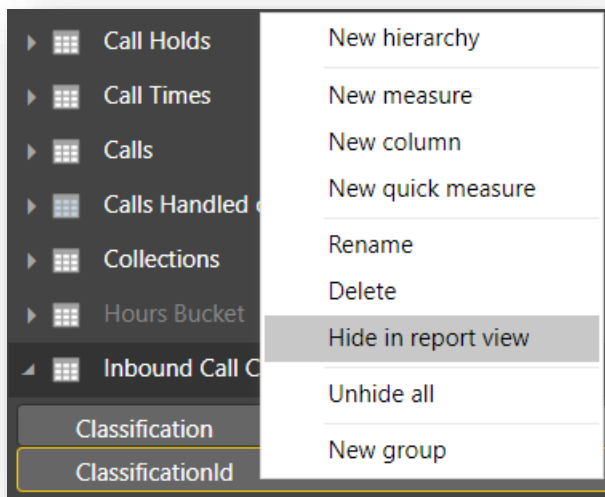 Call Holds
Call Times
Calls
Calls Handled
Collections
Hours Bucket
Inbound Call C
Classification
ClassificationId
New hierarchy
New measure
New column
New quick measure
Rename
Delete
Hide in report view
Unhide all
New group